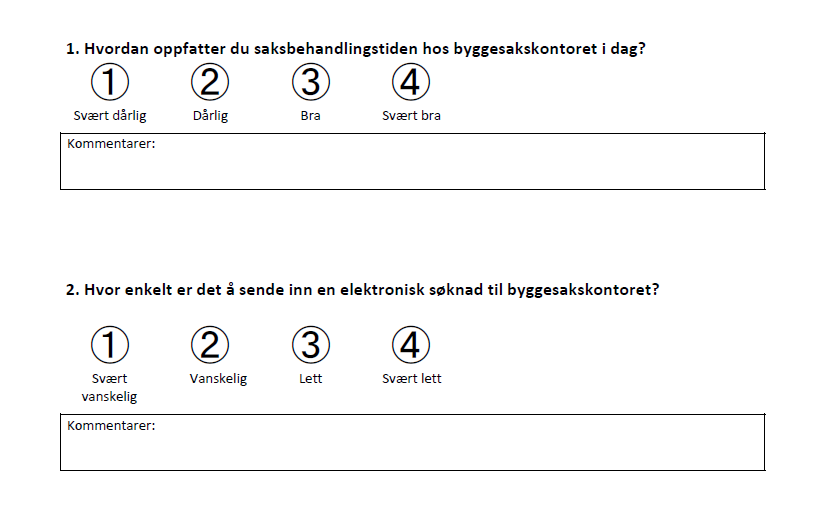 1. Hvordan oppfatter du saksbehandlingstiden hos byggesakskontoret i dag?
① ② ③ ④
Svært dårlig Dårlig Bra Svært bra
Kommentarer:
2. Hvor enkelt er det å sende inn en elektronisk søknad til byggesakskontoret?
① ② ③ ④
Svært Vanskelig Lett Svært lett
vanskelig
Kommentarer: